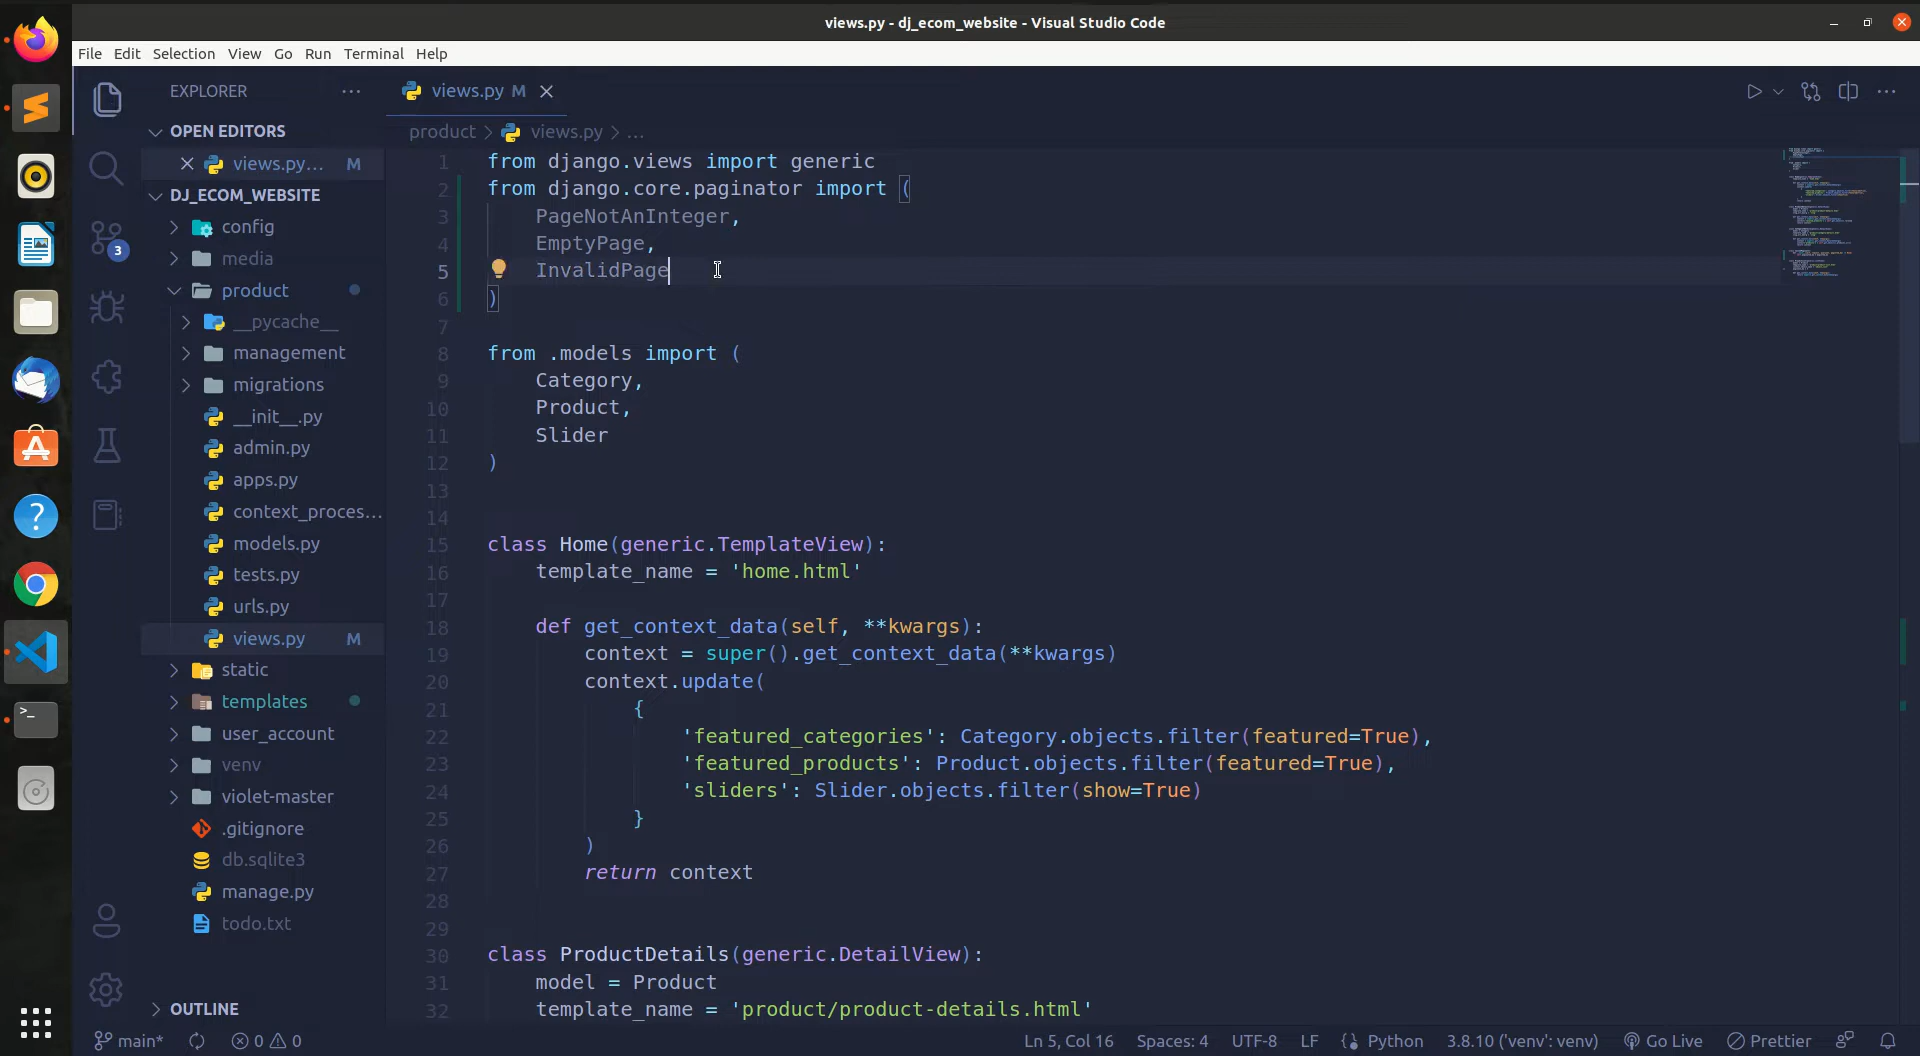 views.py - dj_ecom_website - Visual Studio Code
File Edit Selection View Go Run Terminal Help
EXPLORER
OPEN EDITORS
views.py... M
DJ_ECOM_WEBSITE
config
media
product
__pycache__
management
migrations
__init__.py
admin.py
apps.py
context_proces...
models.py
tests.py
urls.py
views.py M
static
templates
user_account
venv
violet-master
.gitignore
db.sqlite3
manage.py
todo.txt
OUTLINE
3
views.py M
product > views.py > ...
1 from django.views import generic
2 from django.core.paginator import (
3 PageNotAnInteger,
4 EmptyPage,
5 InvalidPage
6 )
7
8 from .models import (
9 Category,
10 Product,
11 Slider
12 )
13
14
15 class Home(generic.TemplateView):
16 template_name = 'home.html'
17
18 def get_context_data(self, **kwargs):
19 context = super().get_context_data(**kwargs)
20 context.update(
21 {
22 'featured_categories': Category.objects.filter(featured=True),
23 'featured_products': Product.objects.filter(featured=True),
24 'sliders': Slider.objects.filter(show=True)
25 }
26 )
27 return context
28
29
30 class ProductDetails(generic.DetailView):
31 model = Product
32 template_name = 'product/product-details.html'
main* 0 0 Ln 5, Col 16 Spaces: 4 UTF-8 LF Python 3.8.10 ('venv': venv) Go Live Prettier